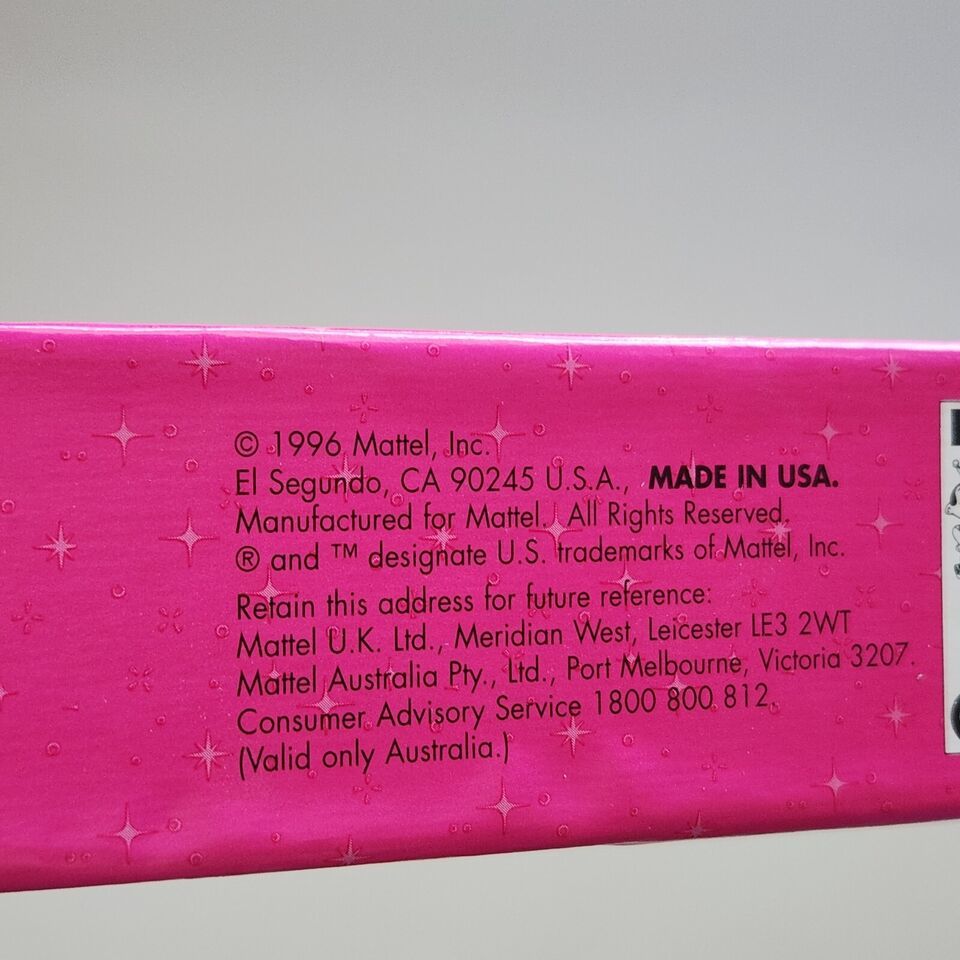 © 1996 Mattel, Inc.
El Segundo, CA 90245 U.S.A., MADE IN USA.
Manufactured for Mattel. All Rights Reserved.
® and ™ designate U.S. trademarks of Mattel, Inc.
Retain this address for future reference:
Mattel U.K. Ltd., Meridian West, Leicester LE3 2WT
Mattel Australia Pty., Ltd., Port Melbourne, Victoria 3207.
Consumer Advisory Service 1800 800 812.
(Valid only Australia.)